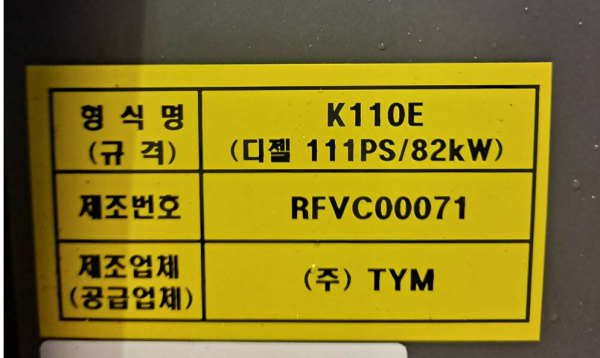 형식명 K110E
(규격) (디젤 111PS/82kW)
제조번호 RFVC00071
제조업체 (주) TYM
(공급업체)